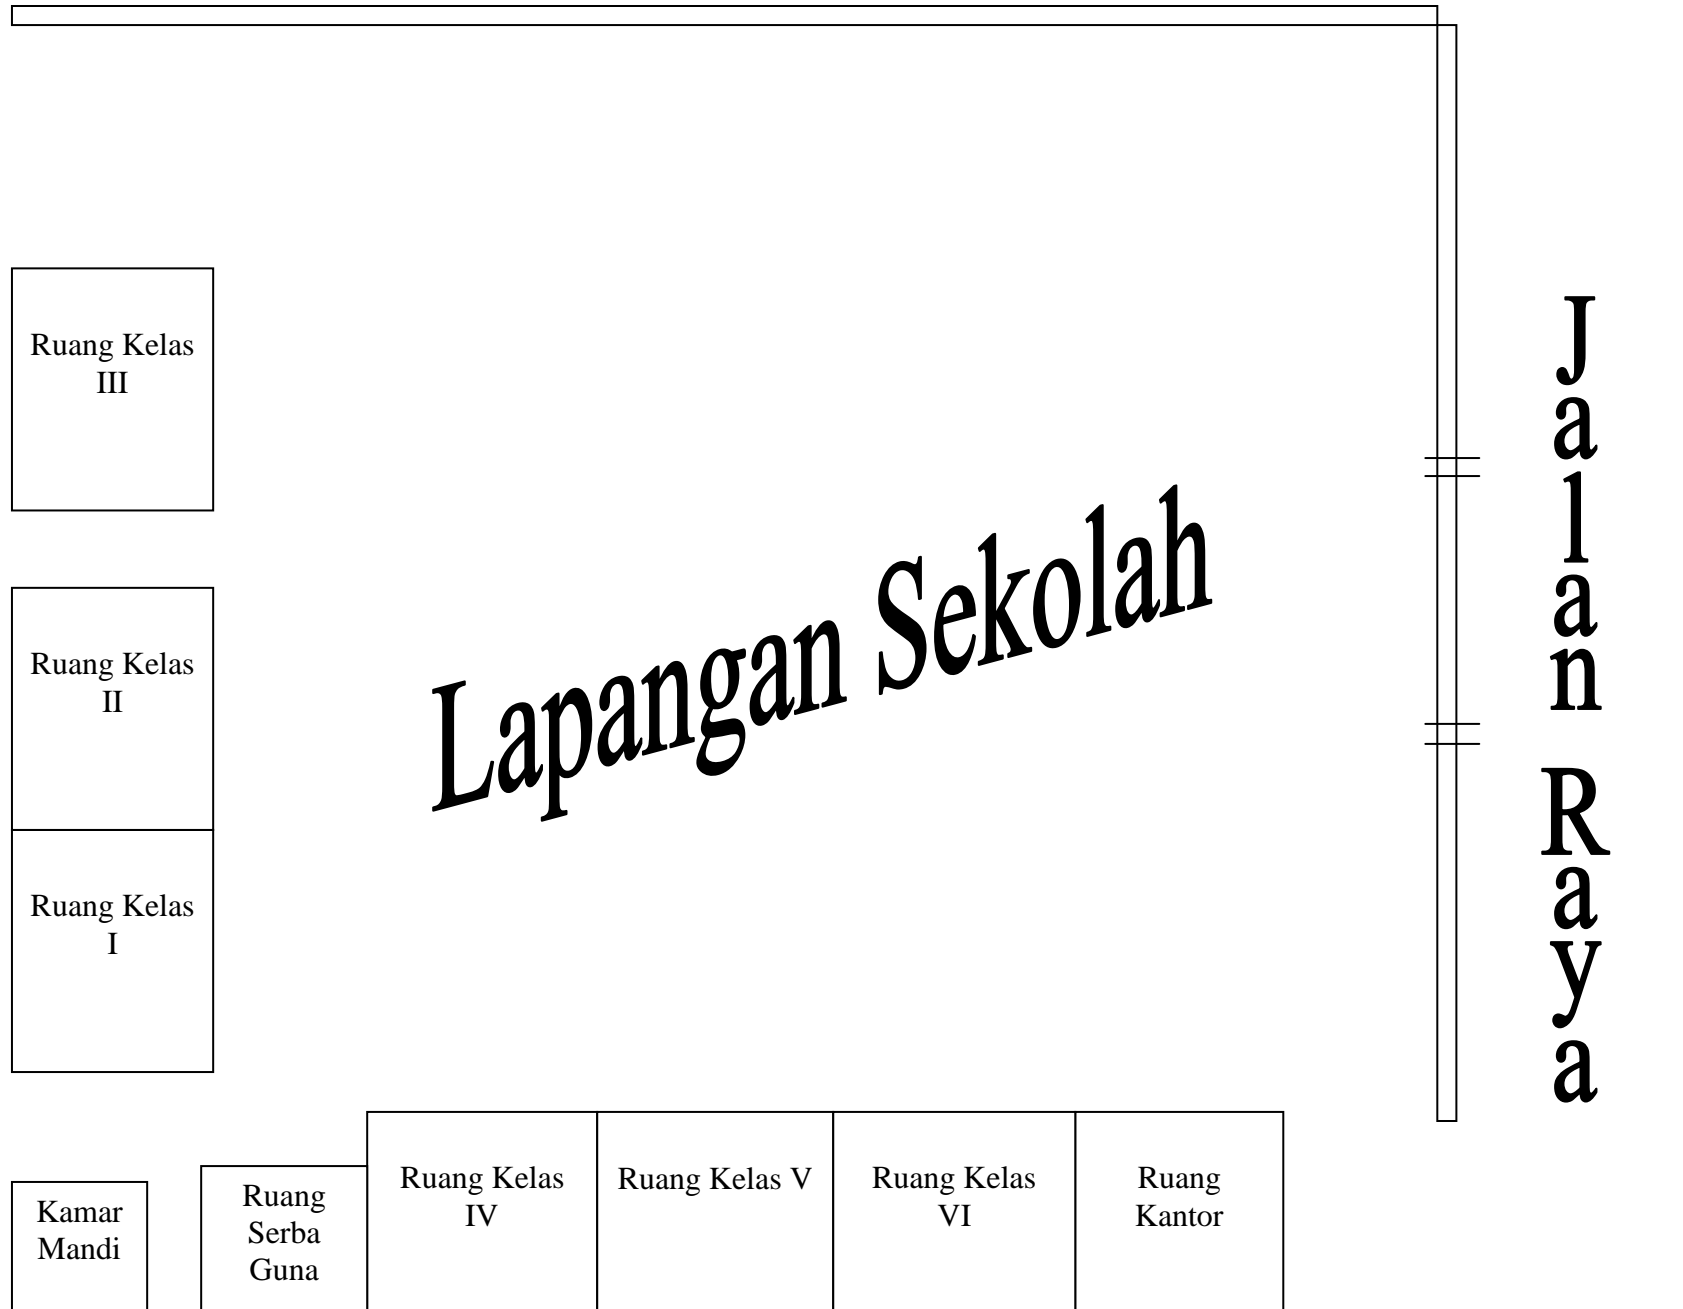 Ruang Kelas
III
Ruang Kelas
II
Ruang Kelas
I
Lapangan Sekolah
Jalan Raya
Kamar
Mandi
Ruang
Serba
Guna
Ruang Kelas
IV
Ruang Kelas V
Ruang Kelas
VI
Ruang
Kantor